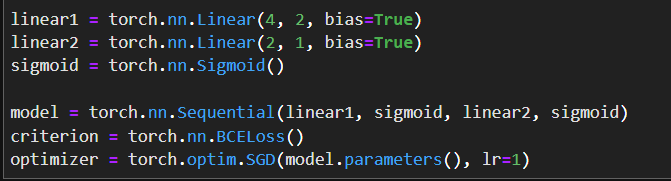 linear1 = torch.nn.Linear(4, 2, bias=True)
linear2 = torch.nn.Linear(2, 1, bias=True)
sigmoid = torch.nn.Sigmoid()
model = torch.nn.Sequential(linear1, sigmoid, linear2, sigmoid)
criterion = torch.nn.BCELoss()
optimizer = torch.optim.SGD(model.parameters(), lr=1)